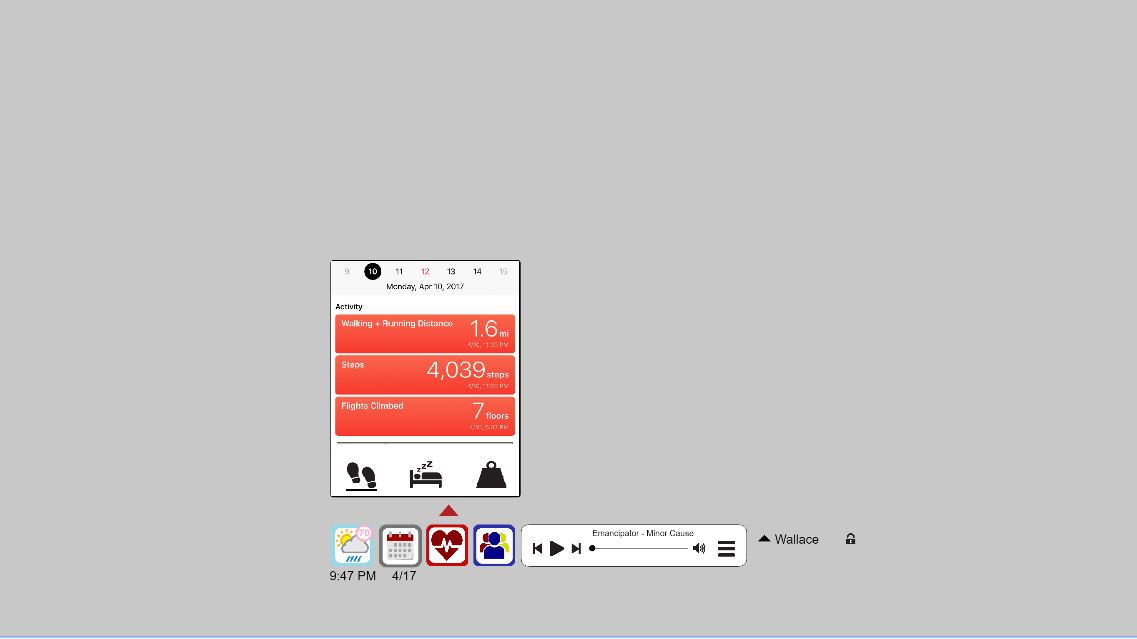 9 10 11 12 13 14 15
Monday, Apr 10, 2017
Activity
Walking + Running Distance 1.6 mi
4/10, 11:20 PM
Steps 4,039 steps
4/10, 11:20 PM
Flights Climbed 7 floors
4/10, 6:47 PM
z z Z
70
Emancipator - Minor Cause
Wallace
9:47 PM 4/17